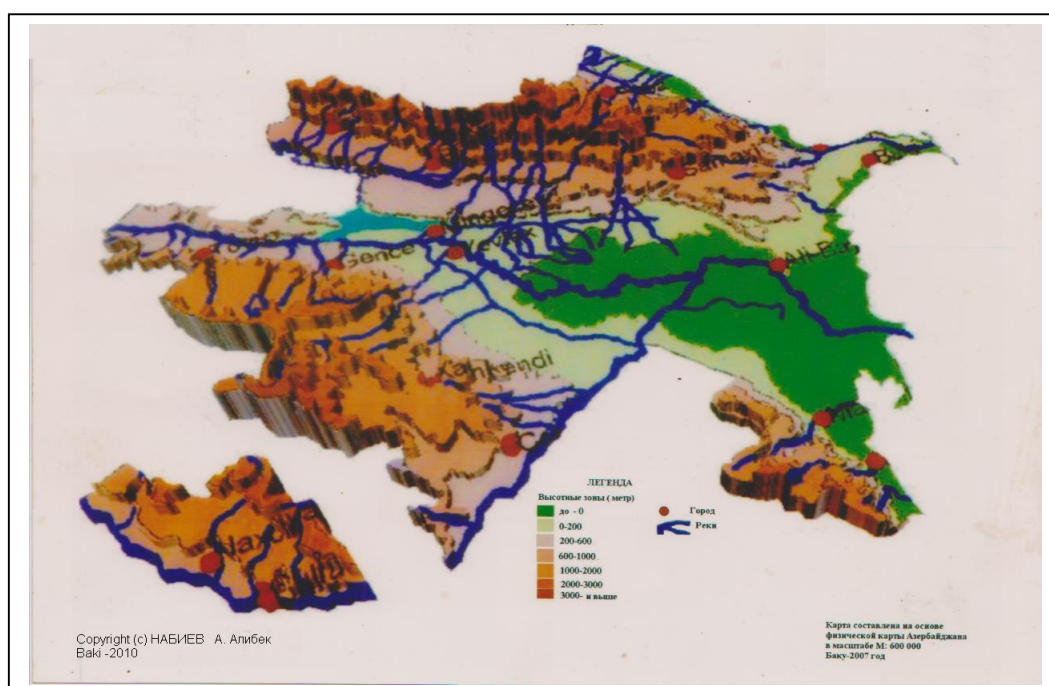 Samaxi
Mingecev
Yevlax
Gence
Ali-Bay
Xankendi
ЛЕГЕНДА
Высотные зоны ( метр)
до - 0
0-200
200-600
600-1000
1000-2000
2000-3000
3000- и выше
Город
Реки
Copyright (c) НАБИЕВ А. Алибек
Baki -2010
Карта составлена на основе
физической карты Азербайджана
в масштабе М: 600 000
Баку-2007 год